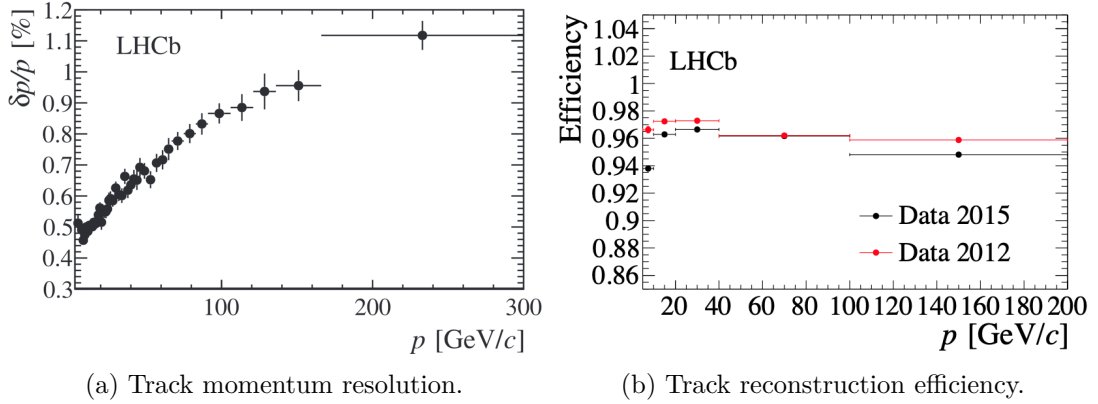 δp/p [%]
1.2
1.1
1
0.9
0.8
0.7
0.6
0.5
0.4
0.3
LHCb
100
200
300
p [GeV/c]
(a) Track momentum resolution.
Efficiency
1.04
1.02
1
0.98
0.96
0.94
0.92
0.9
0.88
0.86
LHCb
Data 2015
Data 2012
20 40 60 80 100 120 140 160 180 200
p [GeV/c]
(b) Track reconstruction efficiency.